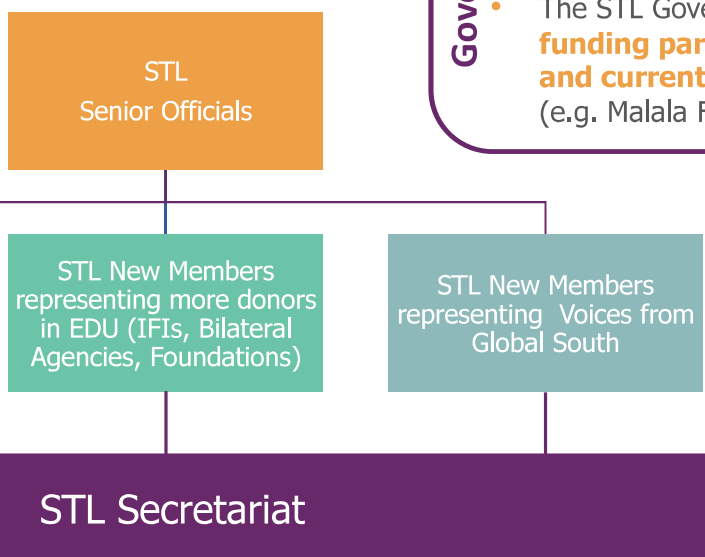 The STL Gove
funding par
and current
(e.g. Malala F
Gove
STL
Senior Officials
STL New Members
representing more donors
in EDU (IFIs, Bilateral
Agencies, Foundations)
STL New Members
representing Voices from
Global South
STL Secretariat